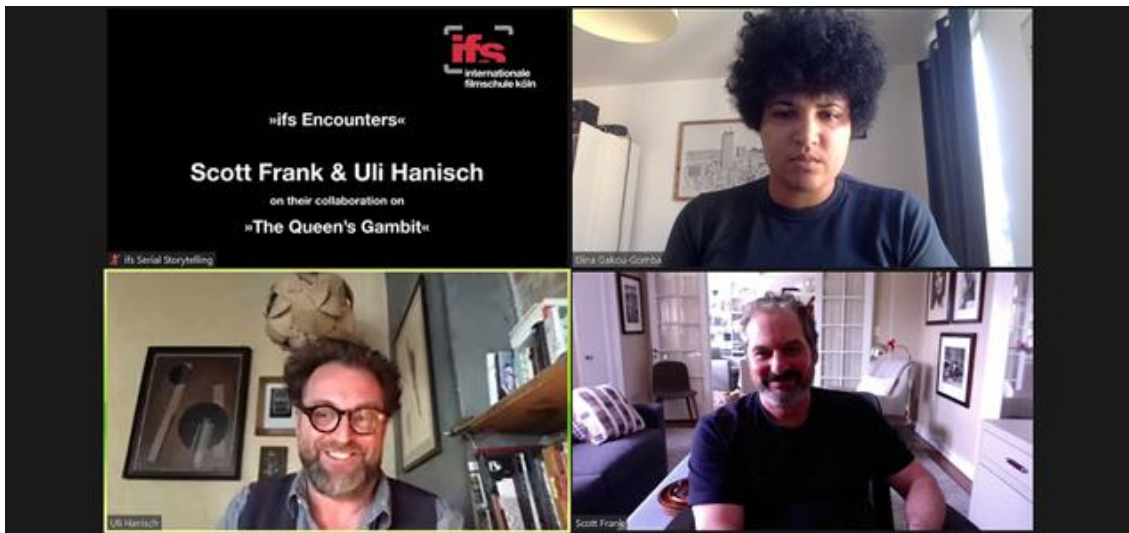 ifs
internationale
filmschule köln
»ifs Encounters«
Scott Frank & Uli Hanisch
on their collaboration on
»The Queen's Gambit«
ifs Serial Storytelling
Elina Gakou-Gomba
Uli Hanisch
Scott Frank